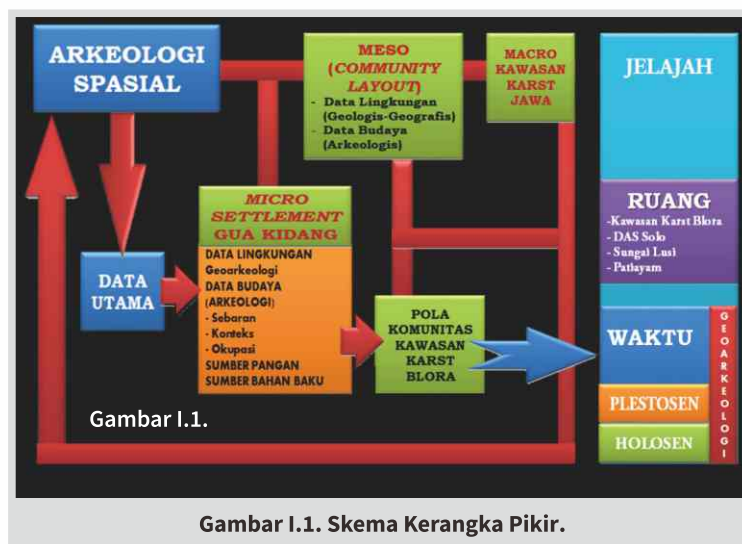 ARKEOLOGI
SPASIAL
MESO
(COMMUNITY
LAYOUT)
- Data Lingkungan
(Geologis-Geografis)
- Data Budaya
(Arkeologis)
MACRO
KAWASAN
KARST
JAWA
JELAJAH
MICRO
SETTLEMENT
GUA KIDANG
DATA LINGKUNGAN
Geoarkeologi
DATA BUDAYA
(ARKEOLOGI)
- Sebaran
- Konteks
- Okupasi
SUMBER PANGAN
SUMBER BAHAN BAKU
DATA
UTAMA
POLA
KOMUNITAS
KAWASAN
KARST
BLORA
RUANG
-Kawasan Karst Blora
- DAS Solo
- Sungai Lusi
- Patiayam
WAKTU
PLESTOSEN
HOLOSEN
GEOARKEOLOGI
Gambar I.1.
Gambar I.1. Skema Kerangka Pikir.